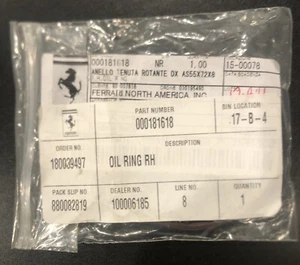 000181618 NR 1.00 15-00078
ANELLO TENUTA ROTANTE DX AS55X72X8
FERRARI NORTH AMERICA, INC.
PART NUMBER
000181618
BIN LOCATION
17-B-4
ORDER NO.
180039497
DESCRIPTION
OIL RING RH
PACK SLIP NO.
880082819
DEALER NO.
100006185
LINE NO.
8
QUANTITY
1